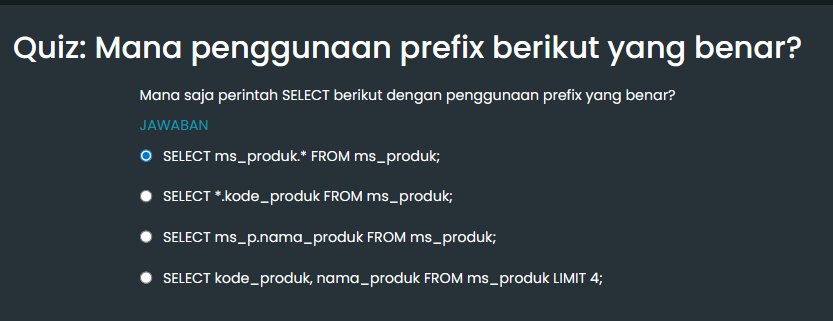 Quiz: Mana penggunaan prefix berikut yang benar?
Mana saja perintah SELECT berikut dengan penggunaan prefix yang benar?
JAWABAN
SELECT ms_produk.* FROM ms_produk;
SELECT *.kode_produk FROM ms_produk;
SELECT ms_p.nama_produk FROM ms_produk;
SELECT kode_produk, nama_produk FROM ms_produk LIMIT 4;